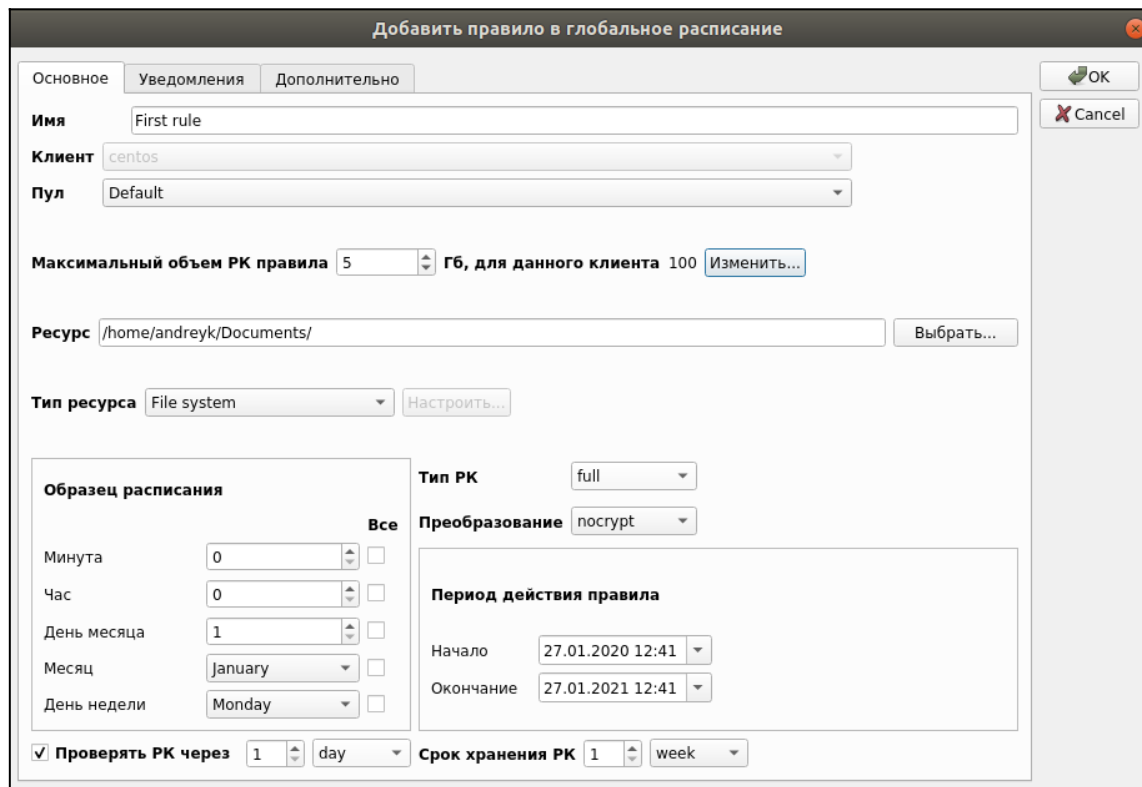 Добавить правило в глобальное расписание
Основное Уведомления Дополнительно
OK
Cancel
Имя First rule
Клиент centos
Пул Default
Максимальный объем РК правила 5 Гб, для данного клиента 100 Изменить...
Ресурс /home/andreyk/Documents/ Выбрать...
Тип ресурса File system Настроить...
Образец расписания
Все
Минута 0
Час 0
День месяца 1
Месяц January
День недели Monday
Тип РК full
Преобразование nocrypt
Период действия правила
Начало 27.01.2020 12:41
Окончание 27.01.2021 12:41
Проверять РК через 1 day
Срок хранения РК 1 week